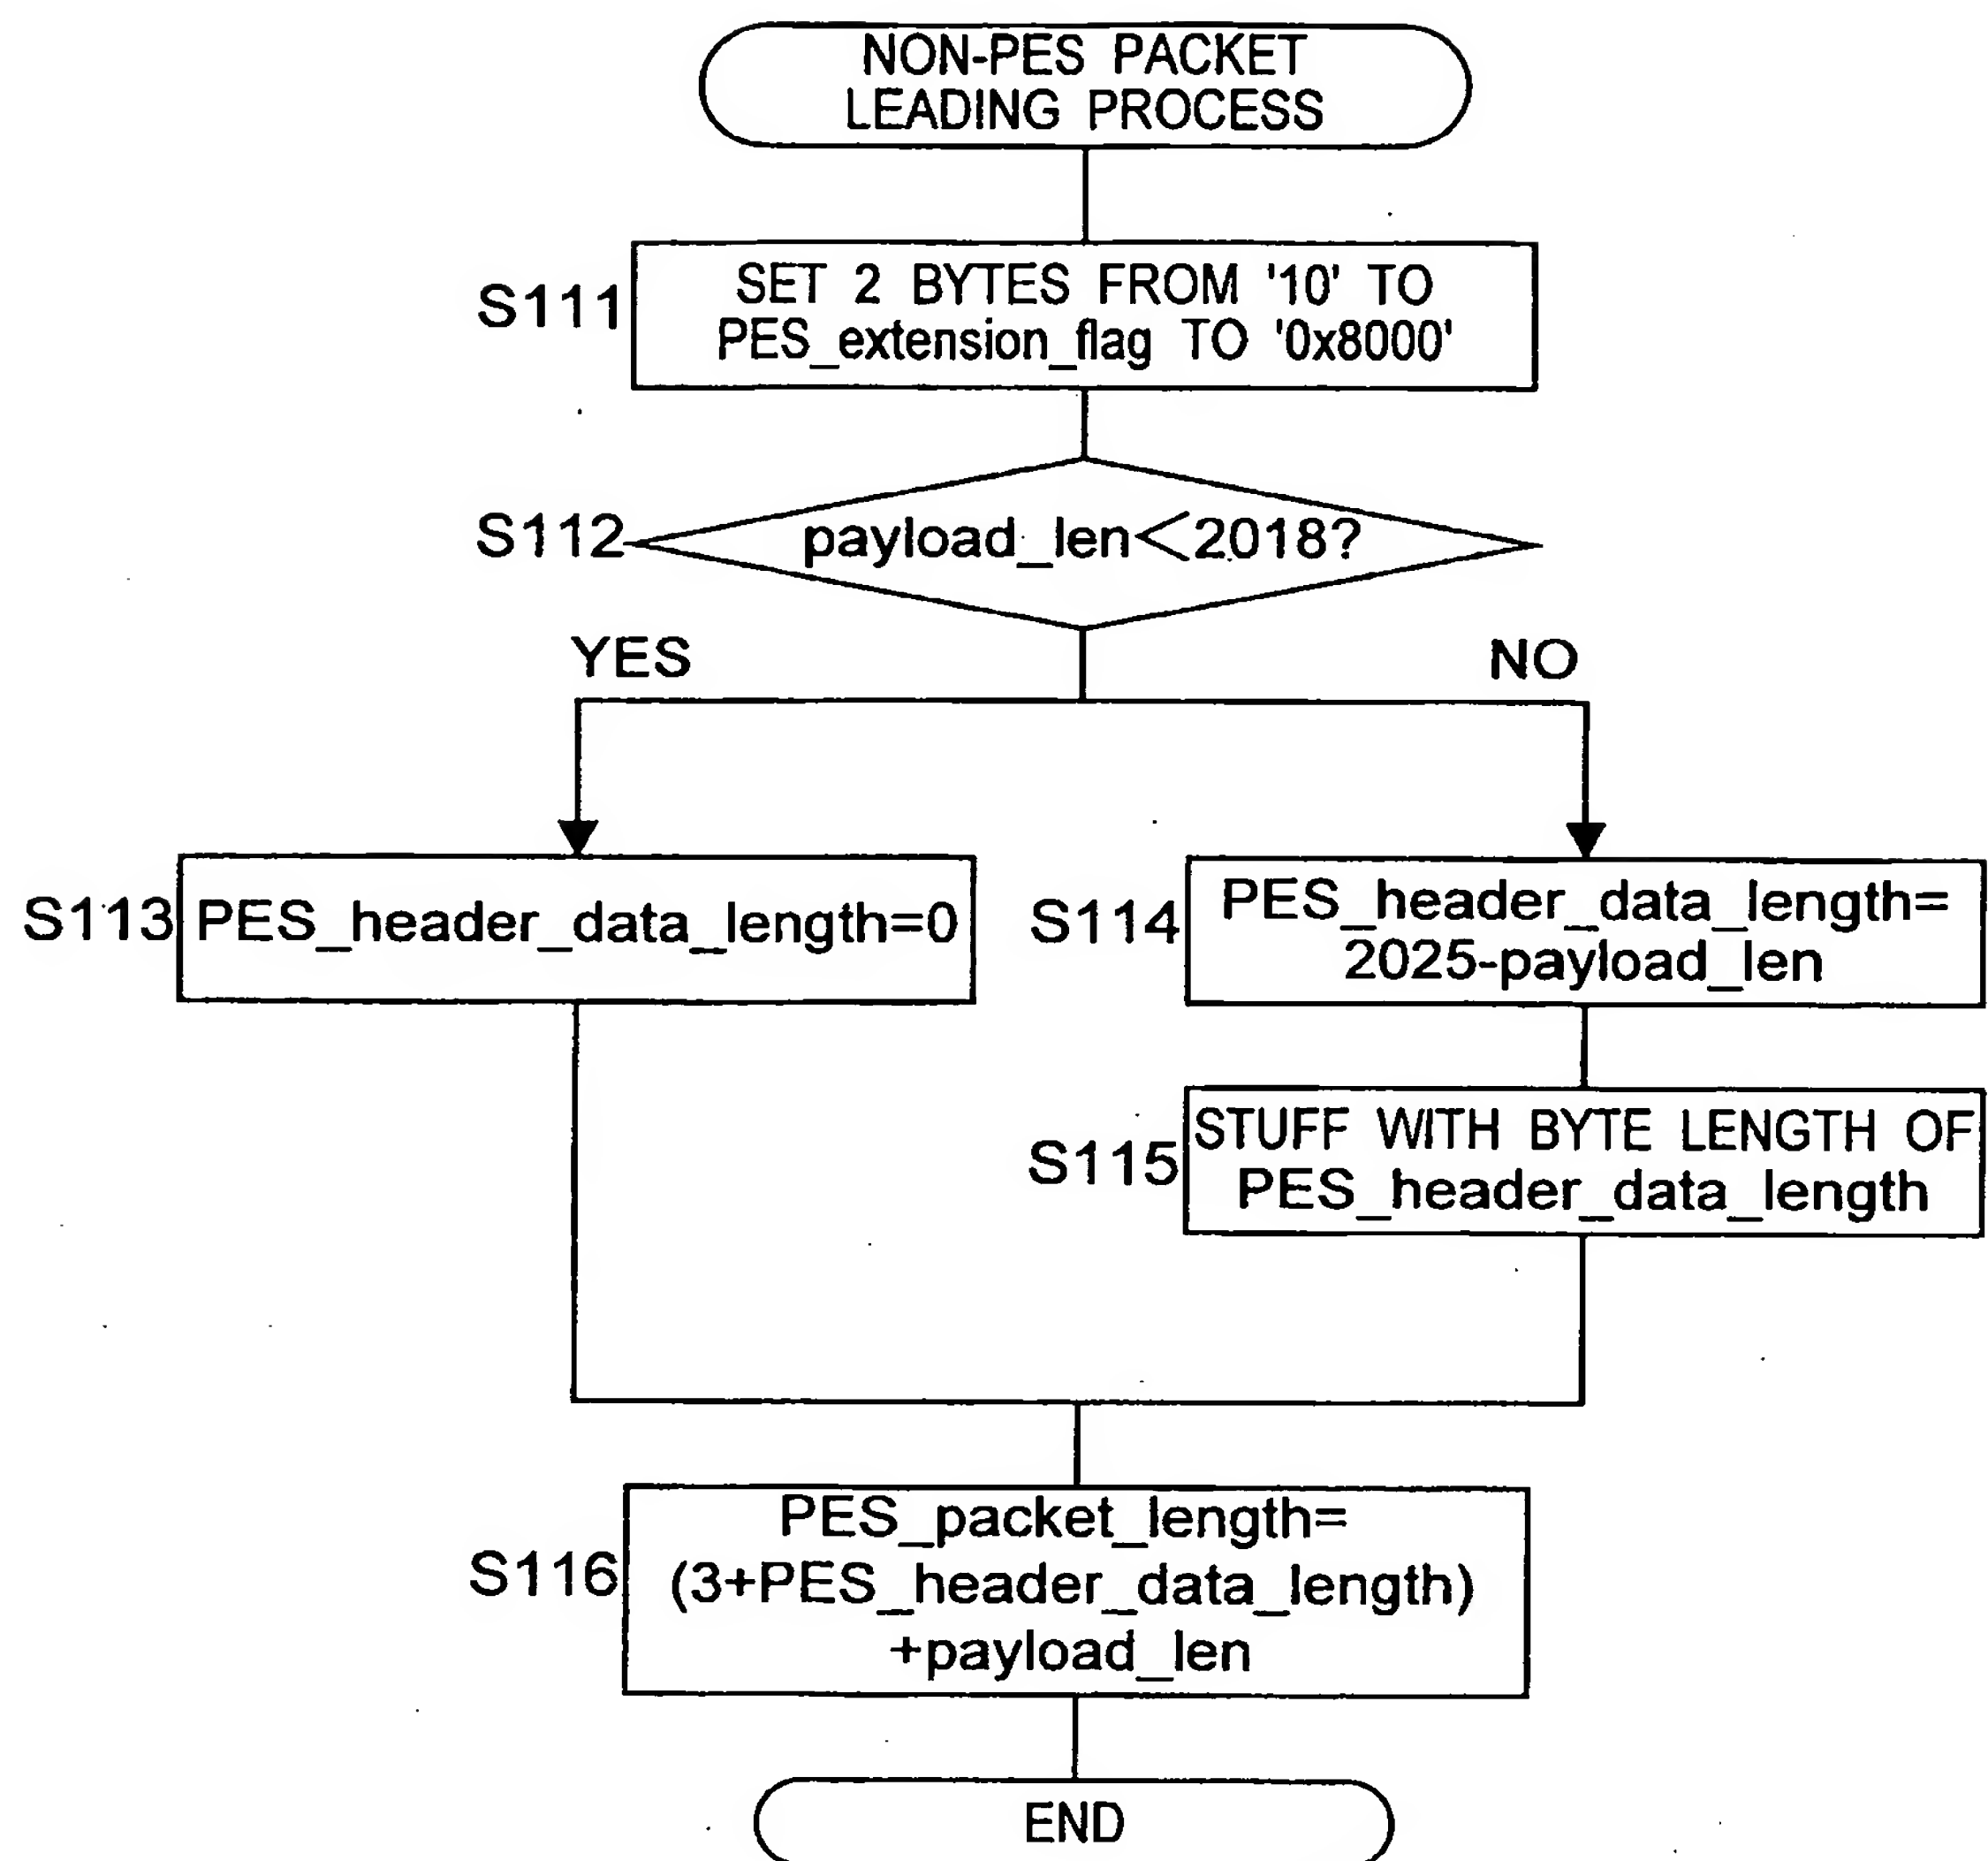 NON-PES PACKET
LEADING PROCESS
S111
SET 2 BYTES FROM '10' TO
PES_extension_flag TO '0x8000'
S112
payload_len<2018?
YES
NO
S113
PES_header_data_length=0
S114
PES_header_data_length=
2025-payload_len
S115
STUFF WITH BYTE LENGTH OF
PES_header_data_length
S116
PES_packet_length=
(3+PES_header_data_length)
+payload_len
END